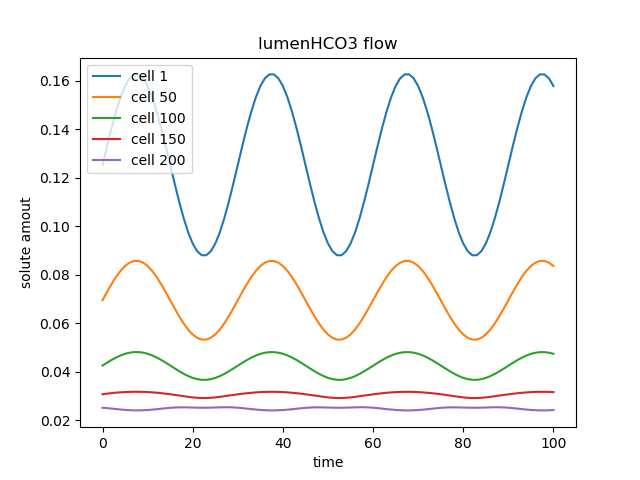 lumenHCO3 flow
cell 1
cell 50
cell 100
cell 150
cell 200
solute amout
0.16
0.14
0.12
0.10
0.08
0.06
0.04
0.02
0
20
40
60
80
100
time